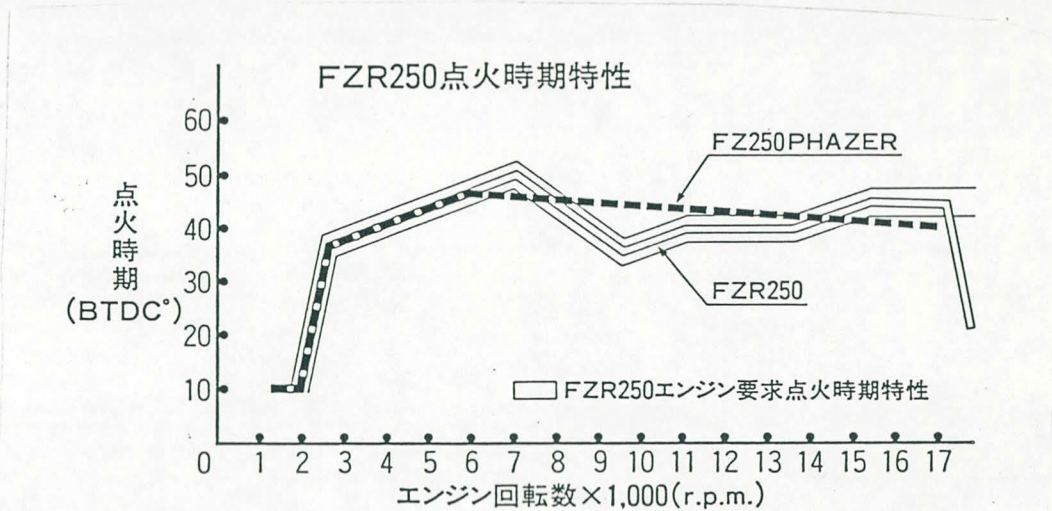 FZR250点火時期特性
FZ250PHAZER
FZR250
□FZR250エンジン要求点火時期特性
点火時期
(BTDC°)
60
50
40
30
20
10
0 1 2 3 4 5 6 7 8 9 10 11 12 13 14 15 16 17
エンジン回転数×1,000(r.p.m.)